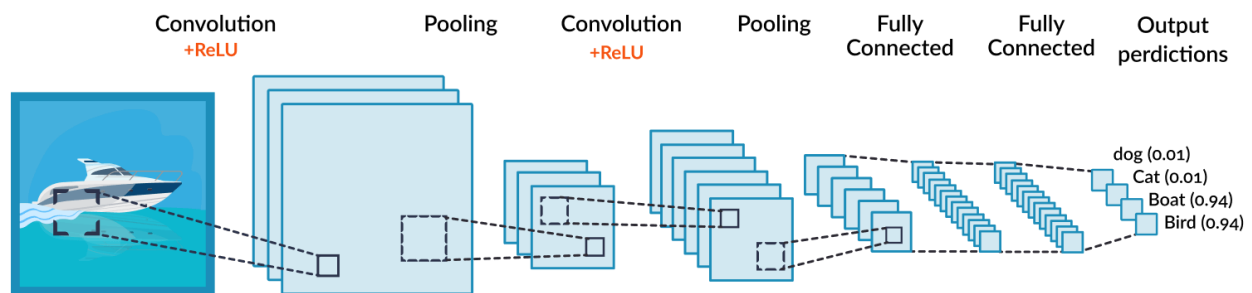 Convolution
+ReLU
Pooling
Convolution
+ReLU
Pooling
Fully
Connected
Fully
Connected
Output
perdictions
dog (0.01)
Cat (0.01)
Boat (0.94)
Bird (0.94)